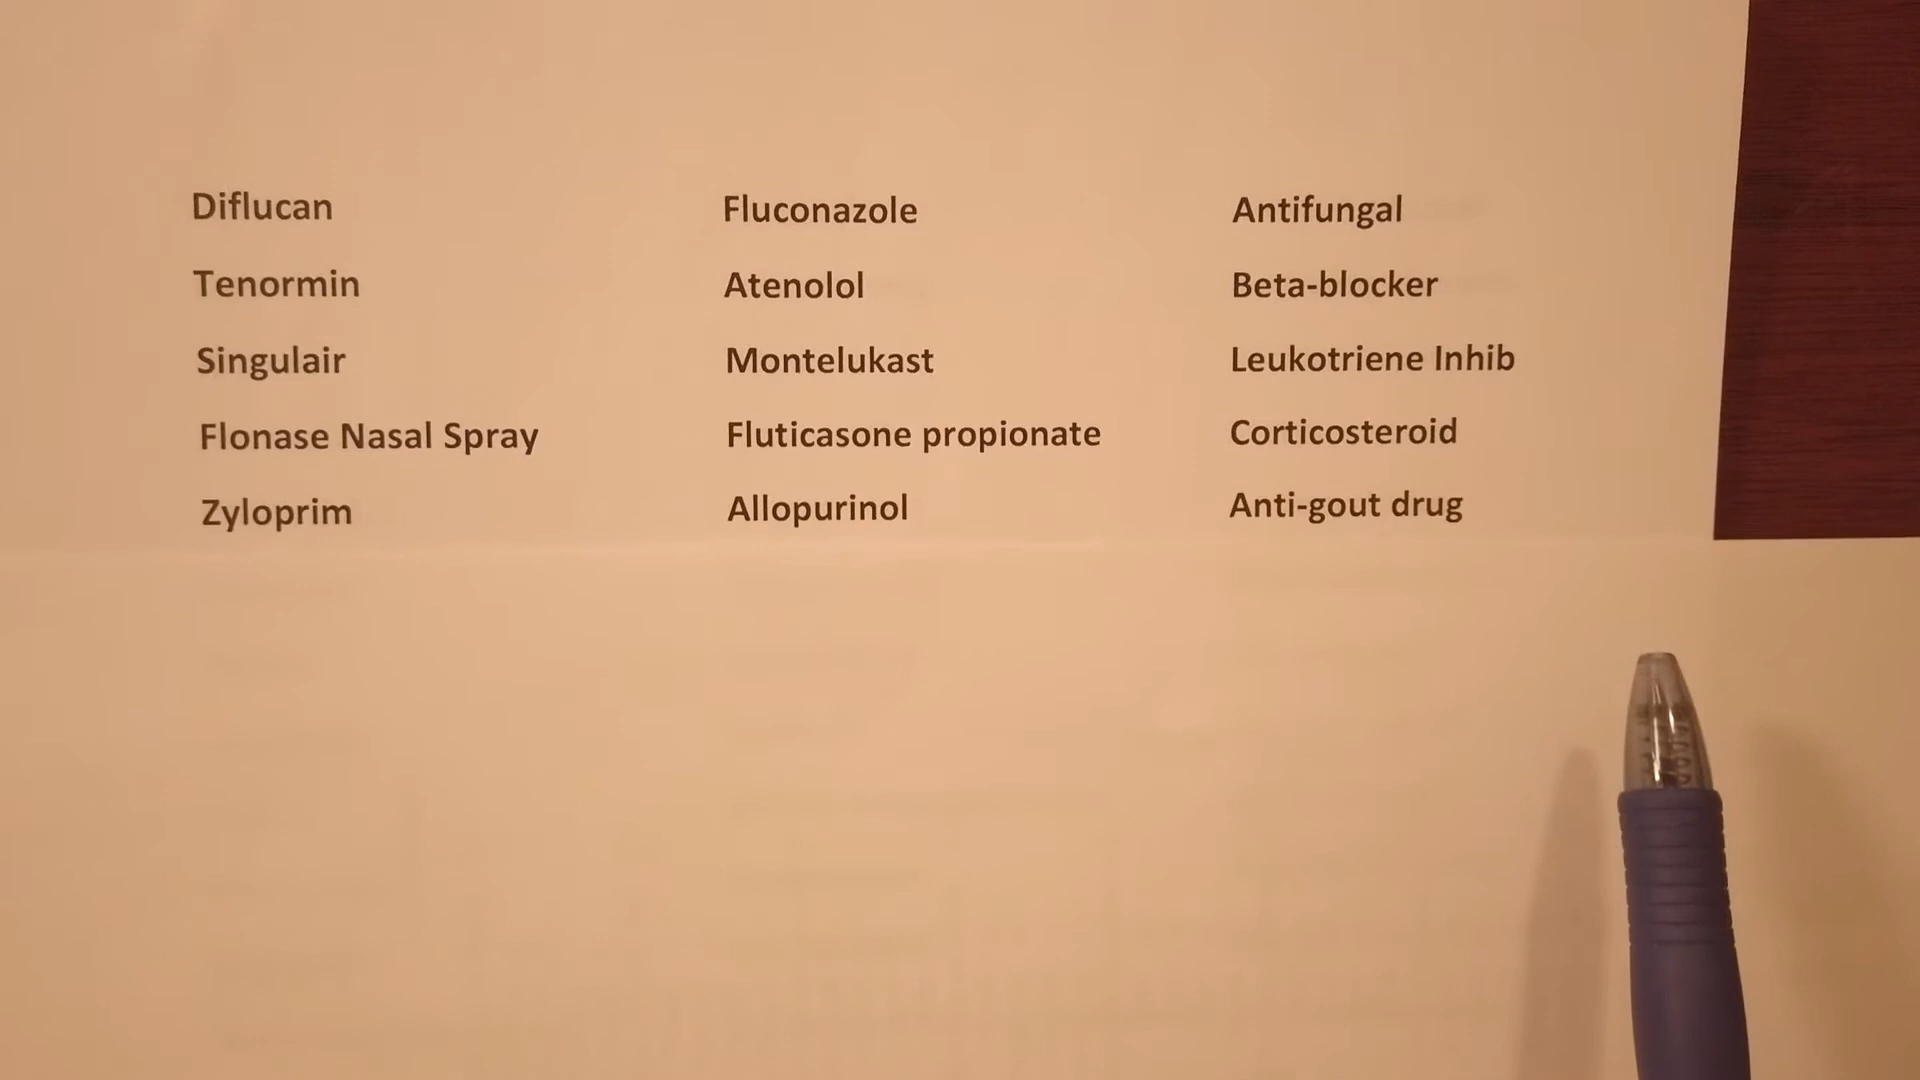 Diflucan Fluconazole Antifungal
Tenormin Atenolol Beta-blocker
Singulair Montelukast Leukotriene Inhib
Flonase Nasal Spray Fluticasone propionate Corticosteroid
Zyloprim Allopurinol Anti-gout drug